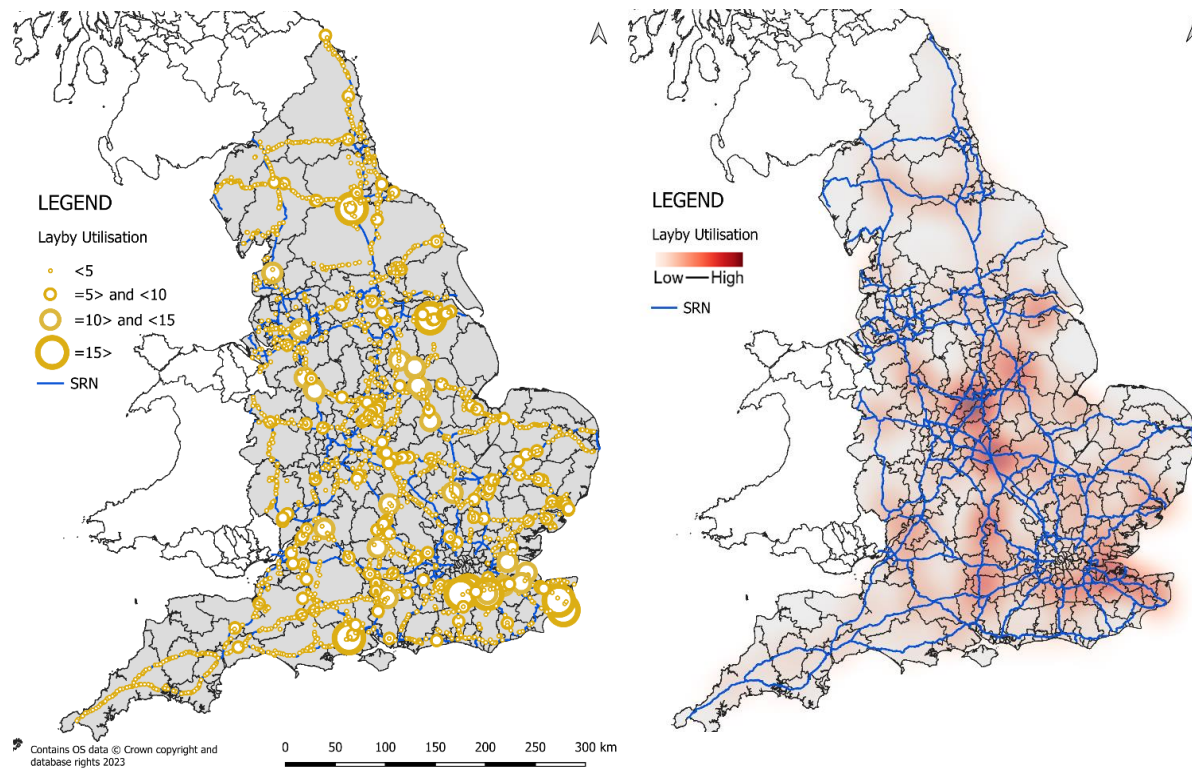 LEGEND
Layby Utilisation
<5
=5> and <10
=10> and <15
=15>
SRN
Contains OS data © Crown copyright and
database rights 2023
0 50 100 150 200 250 300 km
LEGEND
Layby Utilisation
Low High
SRN